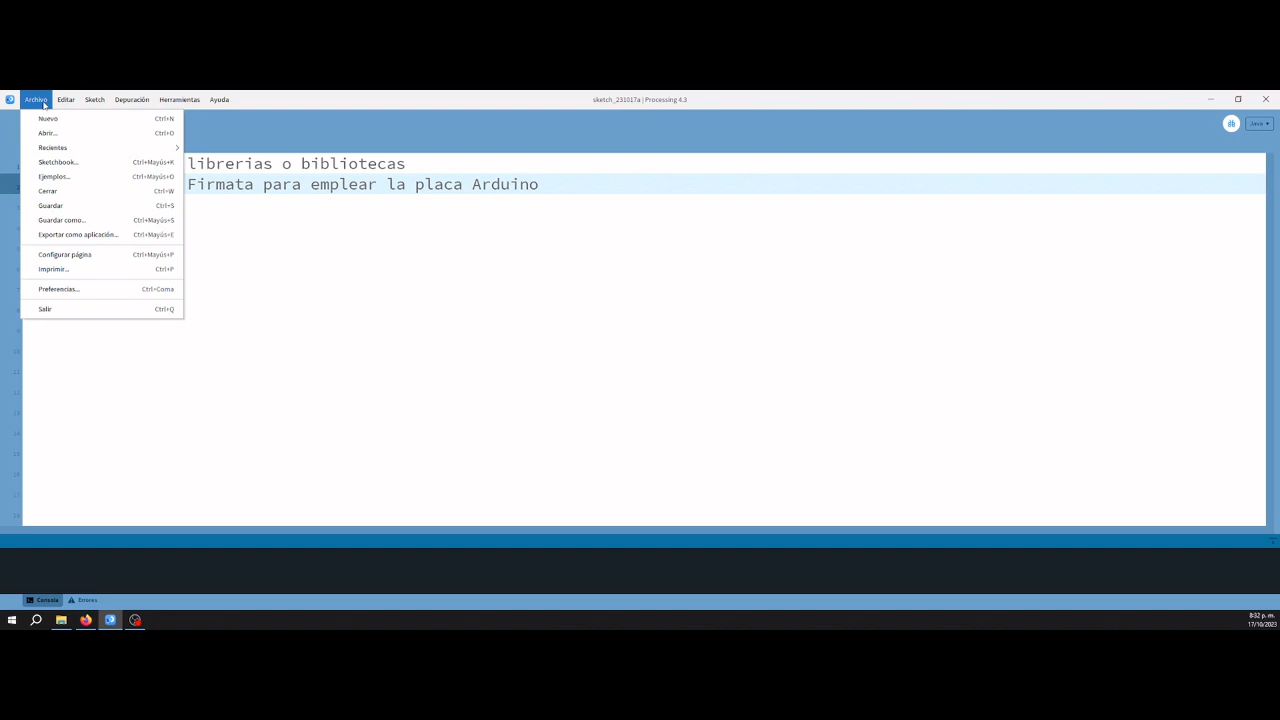 Archivo Editar Sketch Depuración Herramientas Ayuda
sketch_231017a | Processing 4.3
Java
Nuevo Ctrl+N
Abrir... Ctrl+O
Recientes
Sketchbook... Ctrl+Mayús+K
Ejemplos... Ctrl+Mayús+O
Cerrar Ctrl+W
Guardar Ctrl+S
Guardar como... Ctrl+Mayús+S
Exportar como aplicación... Ctrl+Mayús+E
Configurar página Ctrl+Mayús+P
Imprimir... Ctrl+P
Preferencias... Ctrl+Coma
Salir Ctrl+Q
librerias o bibliotecas
Firmata para emplear la placa Arduino
Consola Errores
8:32 p. m.
17/10/2023